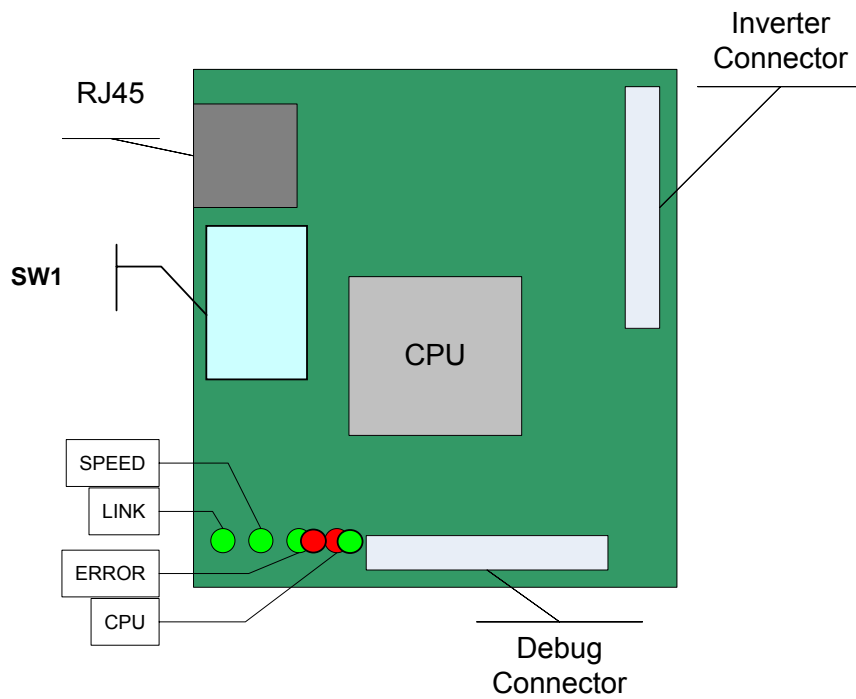 Inverter
Connector
RJ45
SW1
CPU
SPEED
LINK
ERROR
CPU
Debug
Connector